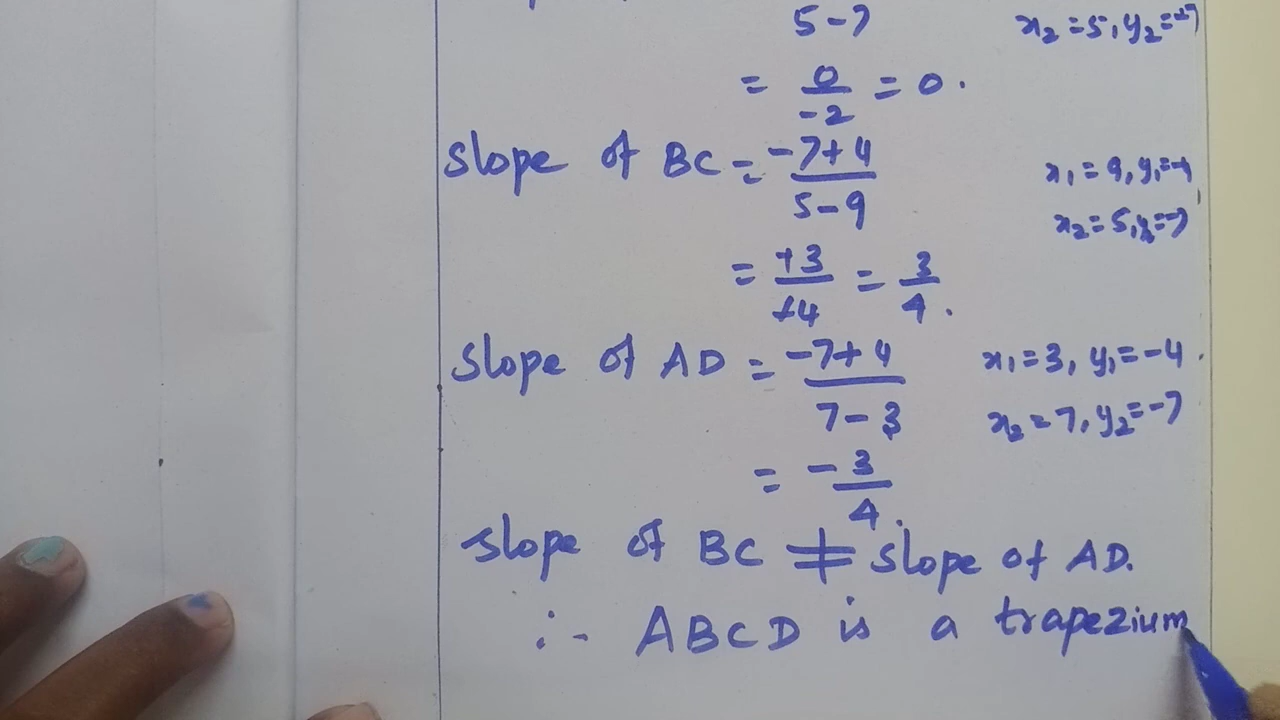 5-7 x₂ = 5, y₂ = -7
= 0/-2 = 0.
Slope of BC = -7+4/5-9 x₁ = 9, y₁ = -4
x₂ = 5, y₂ = -7
= +3/+4 = 3/4.
Slope of AD = -7+4/7-3 x₁ = 3, y₁ = -4.
x₂ = 7, y₂ = -7
= -3/4.
Slope of BC ≠ Slope of AD.
∴ ABCD is a trapezium